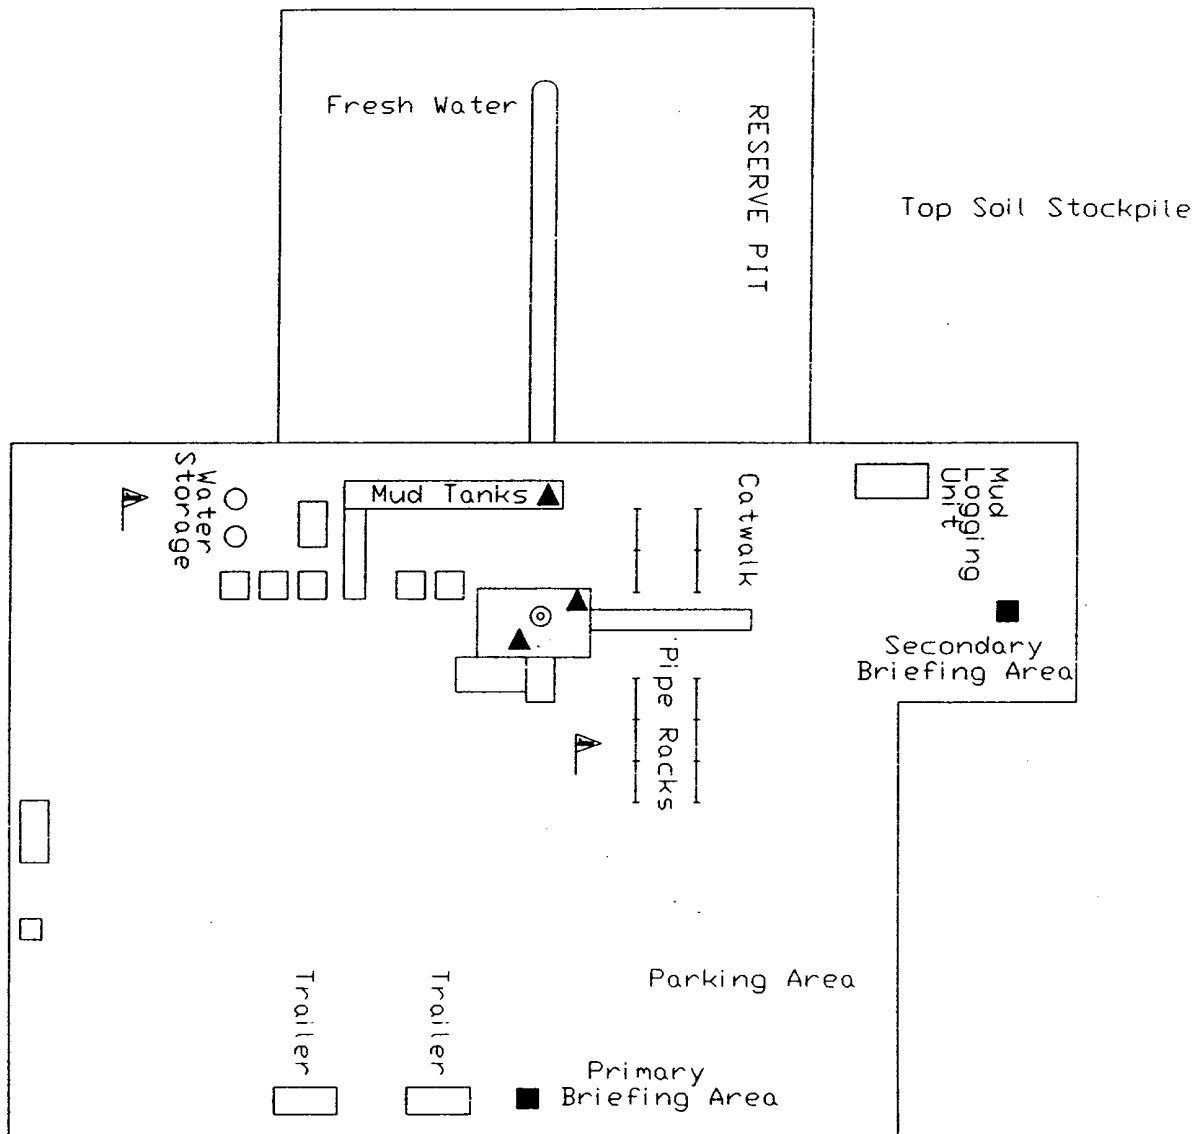 Fresh Water
RESERVE PIT
Top Soil Stockpile
Water
Storage
Mud Tanks
Catwalk
Mud
Logging
Unit
Secondary
Briefing Area
Pipe Racks
Parking Area
Trailer
Trailer
Primary
Briefing Area